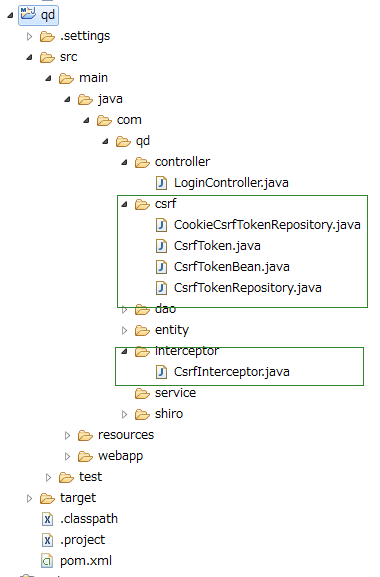 qd
.settings
src
main
java
com
qd
controller
LoginController.java
csrf
CookieCsrfTokenRepository.java
CsrfToken.java
CsrfTokenBean.java
CsrfTokenRepository.java
dao
entity
interceptor
CsrfInterceptor.java
service
shiro
resources
webapp
test
target
.classpath
.project
pom.xml